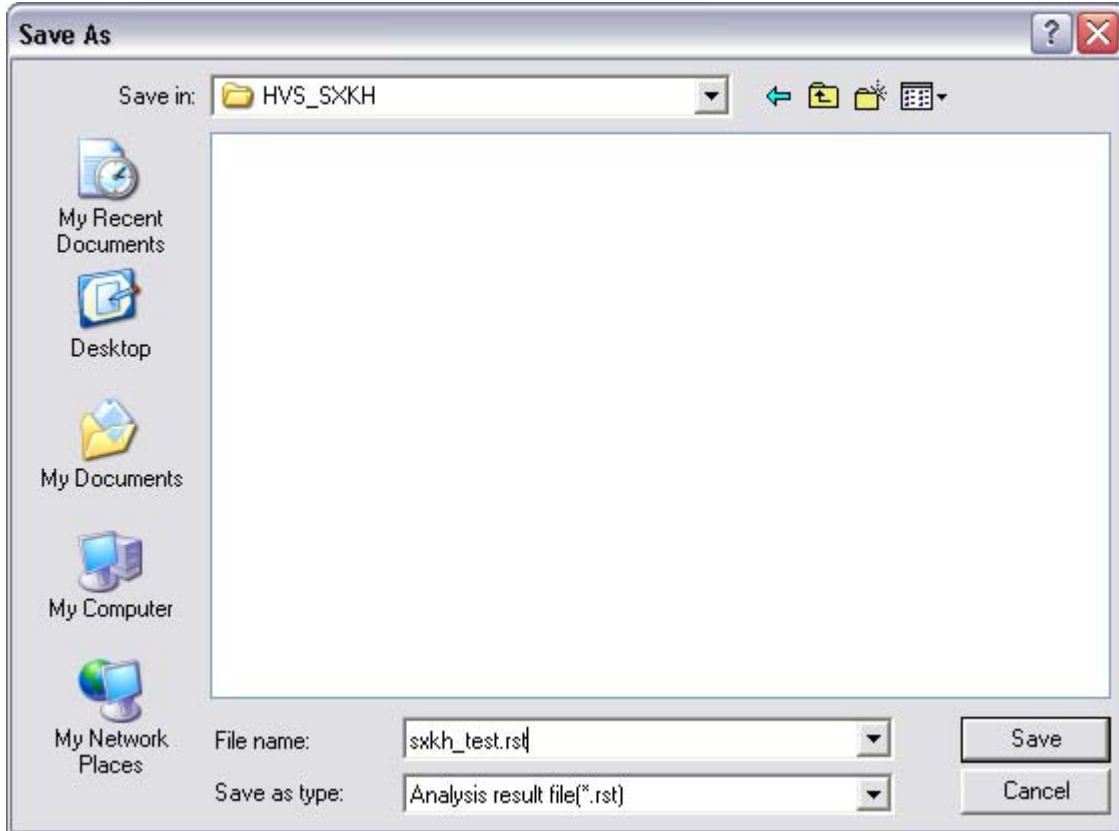 Save As
Save in: HVS_SXKH
My Recent
Documents
Desktop
My Documents
My Computer
My Network
Places
File name: sxkh_test.rst
Save
Save as type: Analysis result file(*.rst)
Cancel